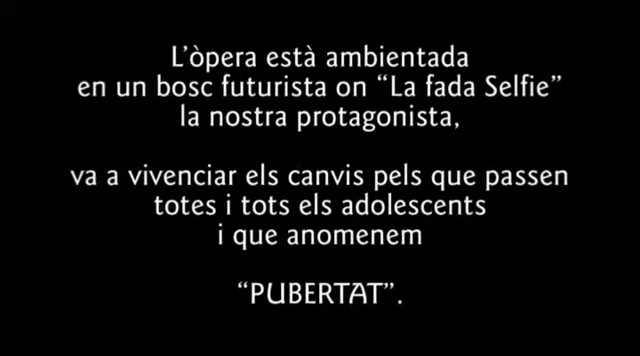 L’òpera està ambientada
en un bosc futurista on “La fada Selfie”
la nostra protagonista,
va a vivenciar els canvis pels que passen
totes i tots els adolescents
i que anomenem
“PUBERTAT”.